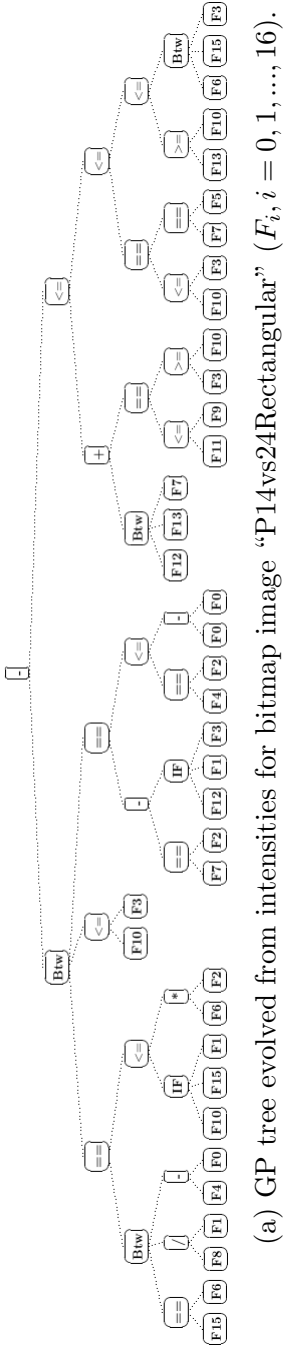 -
Btw <=
== <= == + <=
Btw <= F10 F3 - <= Btw == == <=
== / - IF * == IF == - F12 F13 F7 <= >= <= == >= Btw
F15 F6 F8 F1 F4 F0 F10 F15 F1 F6 F2 F7 F2 F12 F1 F3 F4 F2 F0 F0 F11 F9 F3 F10 F10 F3 F7 F5 F13 F10 F6 F15 F3
(a) GP tree evolved from intensities for bitmap image “P14vs24Rectangular” (F_i, i = 0, 1, ..., 16).